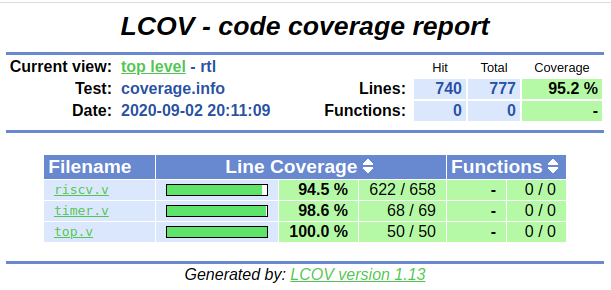 LCOV - code coverage report
Current view: top level - rtl Hit Total Coverage
Test: coverage.info Lines: 740 777 95.2 %
Date: 2020-09-02 20:11:09 Functions: 0 0 -
Filename Line Coverage Functions
riscv.v 94.5 % 622 / 658 - 0 / 0
timer.v 98.6 % 68 / 69 - 0 / 0
top.v 100.0 % 50 / 50 - 0 / 0
Generated by: LCOV version 1.13